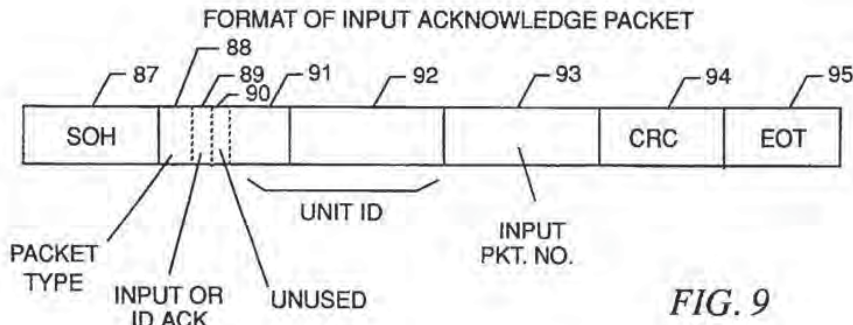 FORMAT OF INPUT ACKNOWLEDGE PACKET
87 88 89 90 91 92 93 94 95
SOH CRC EOT
UNIT ID
INPUT
PKT. NO.
PACKET
TYPE
INPUT OR
ID ACK
UNUSED
FIG. 9